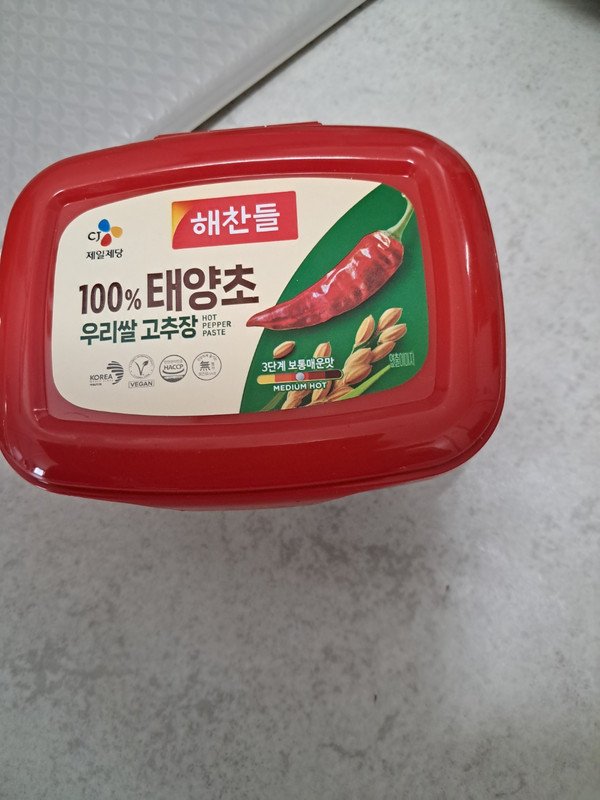 CJ
제일제당
해찬들
100% 태양초
우리쌀 고추장
HOT
PEPPER
PASTE
KOREA
VEGAN
HACCP
無
3단계 보통매운맛
MEDIUM HOT